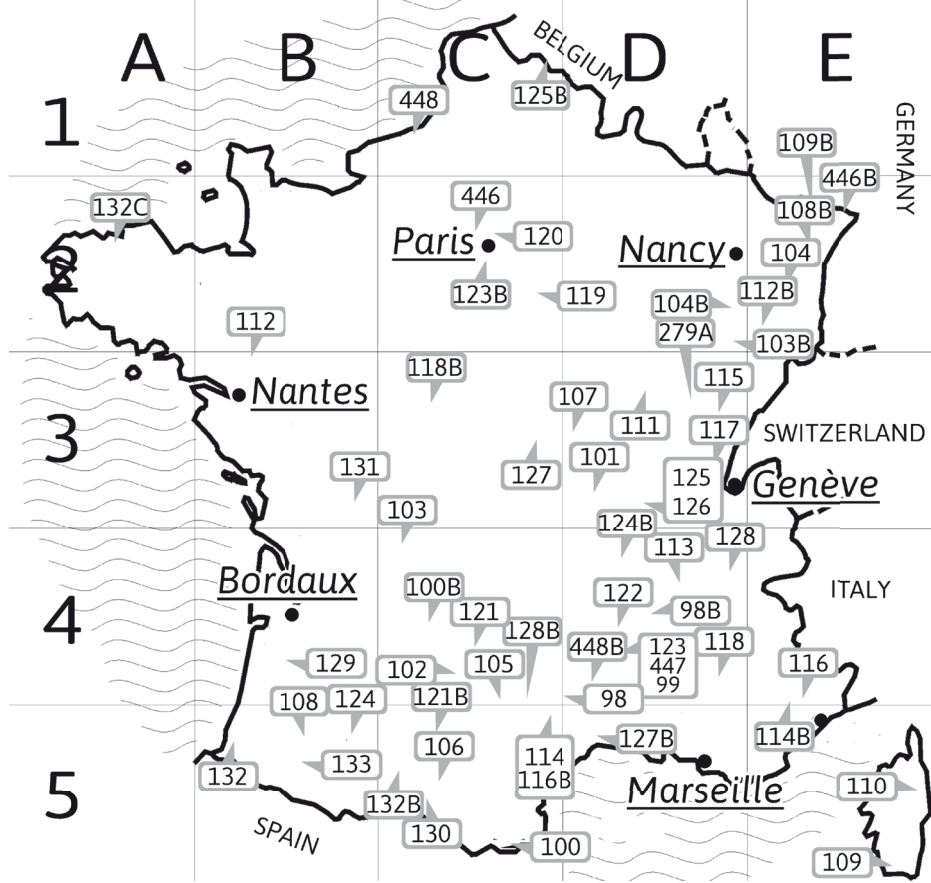 A B C D E
BELGIUM
1
448
125B
GERMANY
109B
446B
132C
446
108B
Paris
120
Nancy
104
2
123B
119
104B
112B
112
279A
103B
118B
115
Nantes
107
3
111
117
SWITZERLAND
131
127
101
125
126
Genève
103
124B
128
113
Bordaux
100B
122
ITALY
4
121
98B
128B
448B
123
447
99
118
129
102
105
116
108
124
121B
98
106
127B
114B
132
133
114
116B
5
Marseille
110
132B
SPAIN
130
100
109